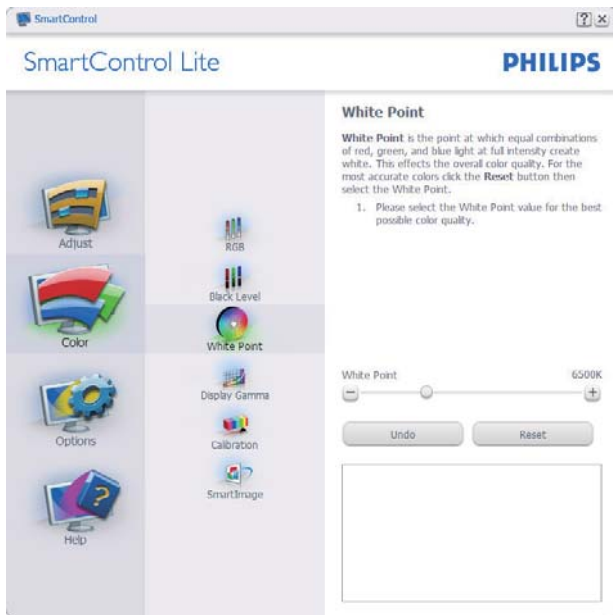 SmartControl
SmartControl Lite
PHILIPS
Adjust
Color
Options
Help
RGB
Black Level
White Point
Display Gamma
Calibration
SmartImage
White Point
White Point is the point at which equal combinations
of red, green, and blue light at full intensity create
white. This effects the overall color quality. For the
most accurate colors click the Reset button then
select the White Point.
1. Please select the White Point value for the best
possible color quality.
White Point 6500K
Undo Reset